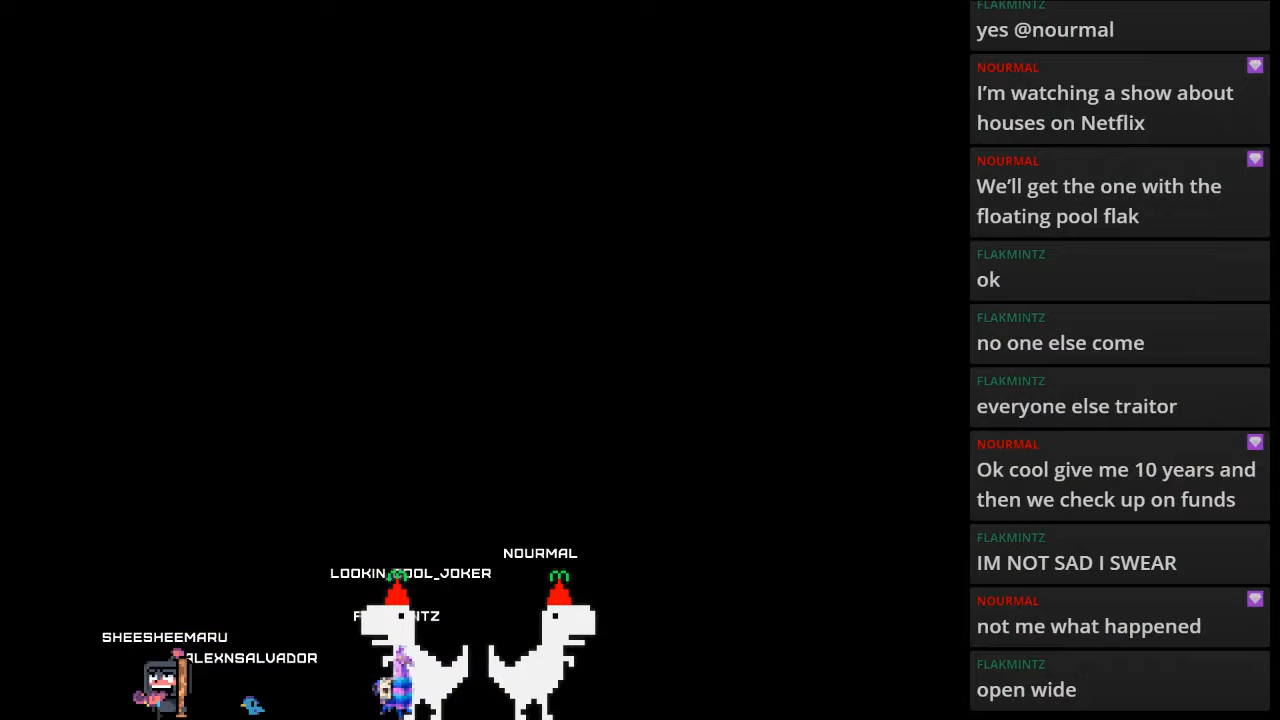 FLAKMINTZ
yes @nourmal
NOURMAL
I'm watching a show about
houses on Netflix
NOURMAL
We'll get the one with the
floating pool flak
FLAKMINTZ
ok
FLAKMINTZ
no one else come
FLAKMINTZ
everyone else traitor
NOURMAL
Ok cool give me 10 years and
then we check up on funds
FLAKMINTZ
IM NOT SAD I SWEAR
NOURMAL
not me what happened
FLAKMINTZ
open wide
NOURMAL
LOOKIN_COOL_JOKER
FLAKMINTZ
SHEESHEEMARU
ALEXNSALVADOR